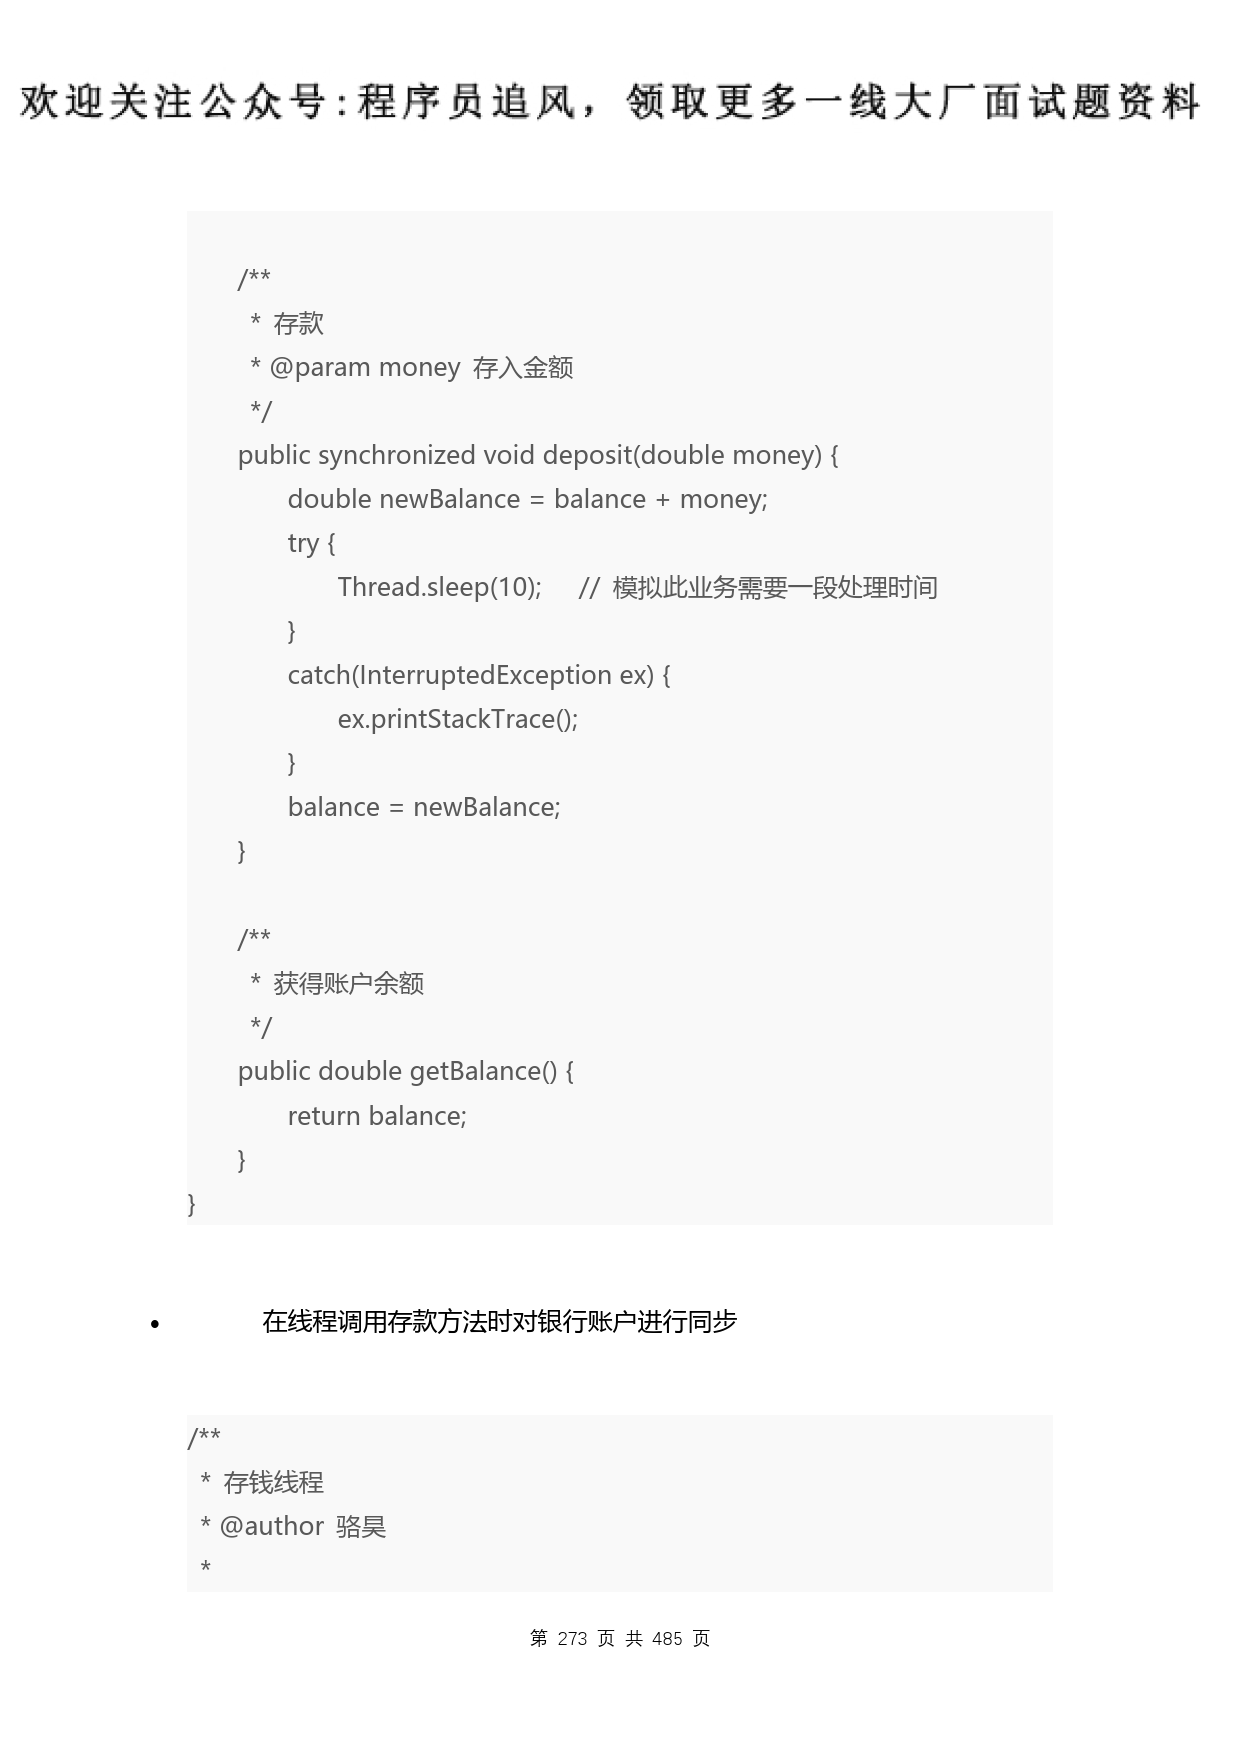 欢迎关注公众号:程序员追风，领取更多一线大厂面试题资料
/**
* 存款
* @param money 存入金额
*/
public synchronized void deposit(double money) {
double newBalance = balance + money;
try {
Thread.sleep(10); // 模拟此业务需要一段处理时间
}
catch(InterruptedException ex) {
ex.printStackTrace();
}
balance = newBalance;
}
/**
* 获得账户余额
*/
public double getBalance() {
return balance;
}
}
• 在线程调用存款方法时对银行账户进行同步
/**
* 存钱线程
* @author 骆昊
*
第 273 页 共 485 页